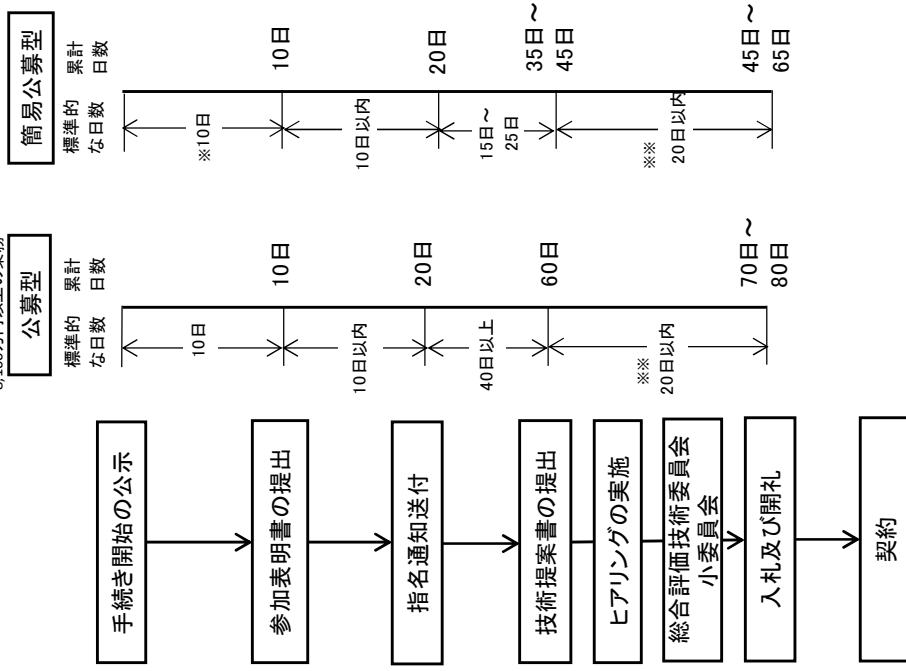 簡易公募型
標準的
な日数
累計
日数
※10日
10日以内
15日～
25日
※※
20日以内
10日
20日
35日～
45日
45日～
65日
公募型
標準的
な日数
累計
日数
10日
10日以内
40日以上
※※
20日以内
10日
20日
60日
70日～
80日
手続き開始の公示
参加表明書の提出
指名通知送付
技術提案書の提出
ヒアリングの実施
総合評価技術委員会
小委員会
入札及び開札
契約